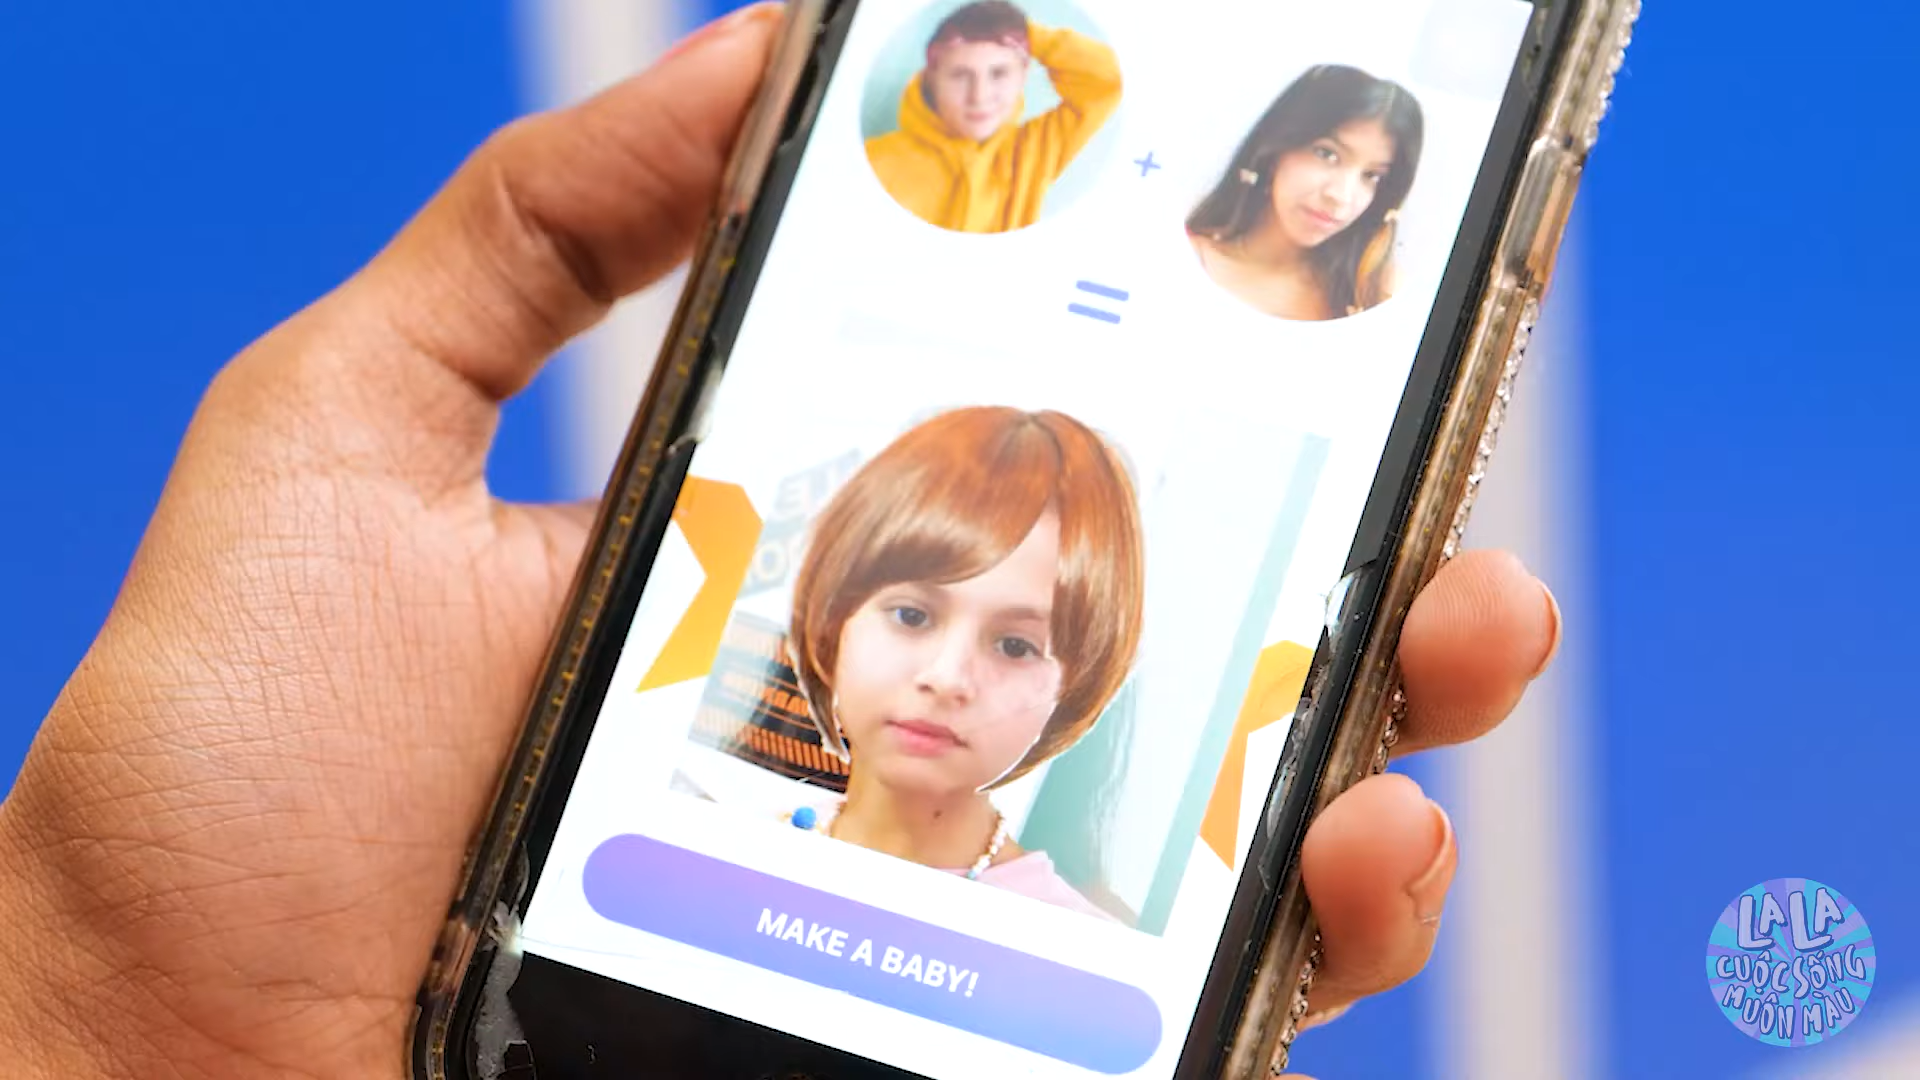 +
=
MAKE A BABY!
LA LA
CUỘC SỐNG
MUÔN MÀU